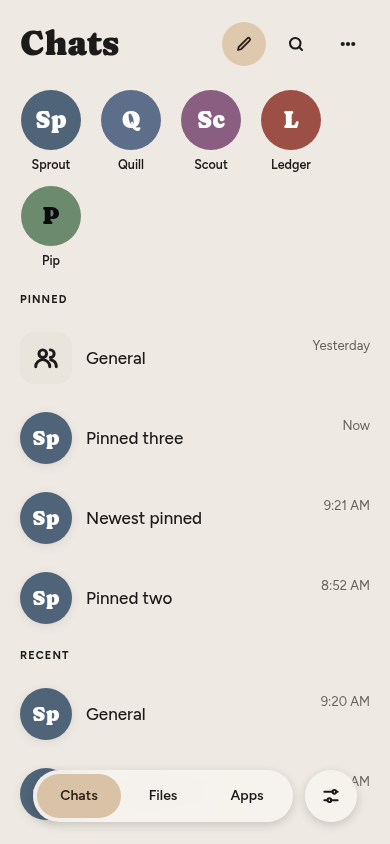 Chats
Sp
Q
Sc
L
Sprout
Quill
Scout
Ledger
P
Pip
PINNED
General
Yesterday
Sp
Pinned three
Now
Sp
Newest pinned
9:21 AM
Sp
Pinned two
8:52 AM
RECENT
Sp
General
9:20 AM
AM
Chats
Files
Apps